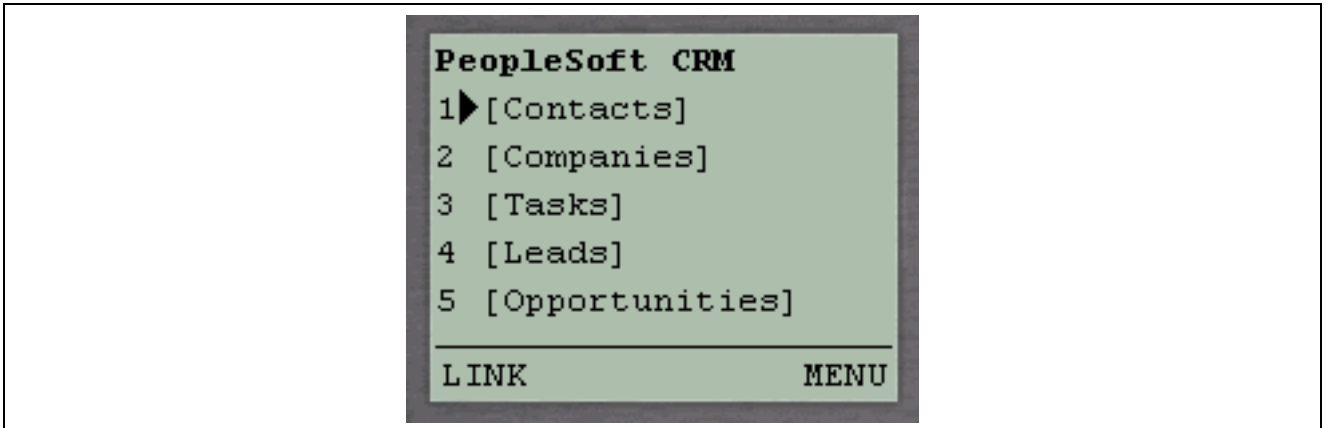 PeopleSoft CRM
1 [Contacts]
2 [Companies]
3 [Tasks]
4 [Leads]
5 [Opportunities]
LINK MENU